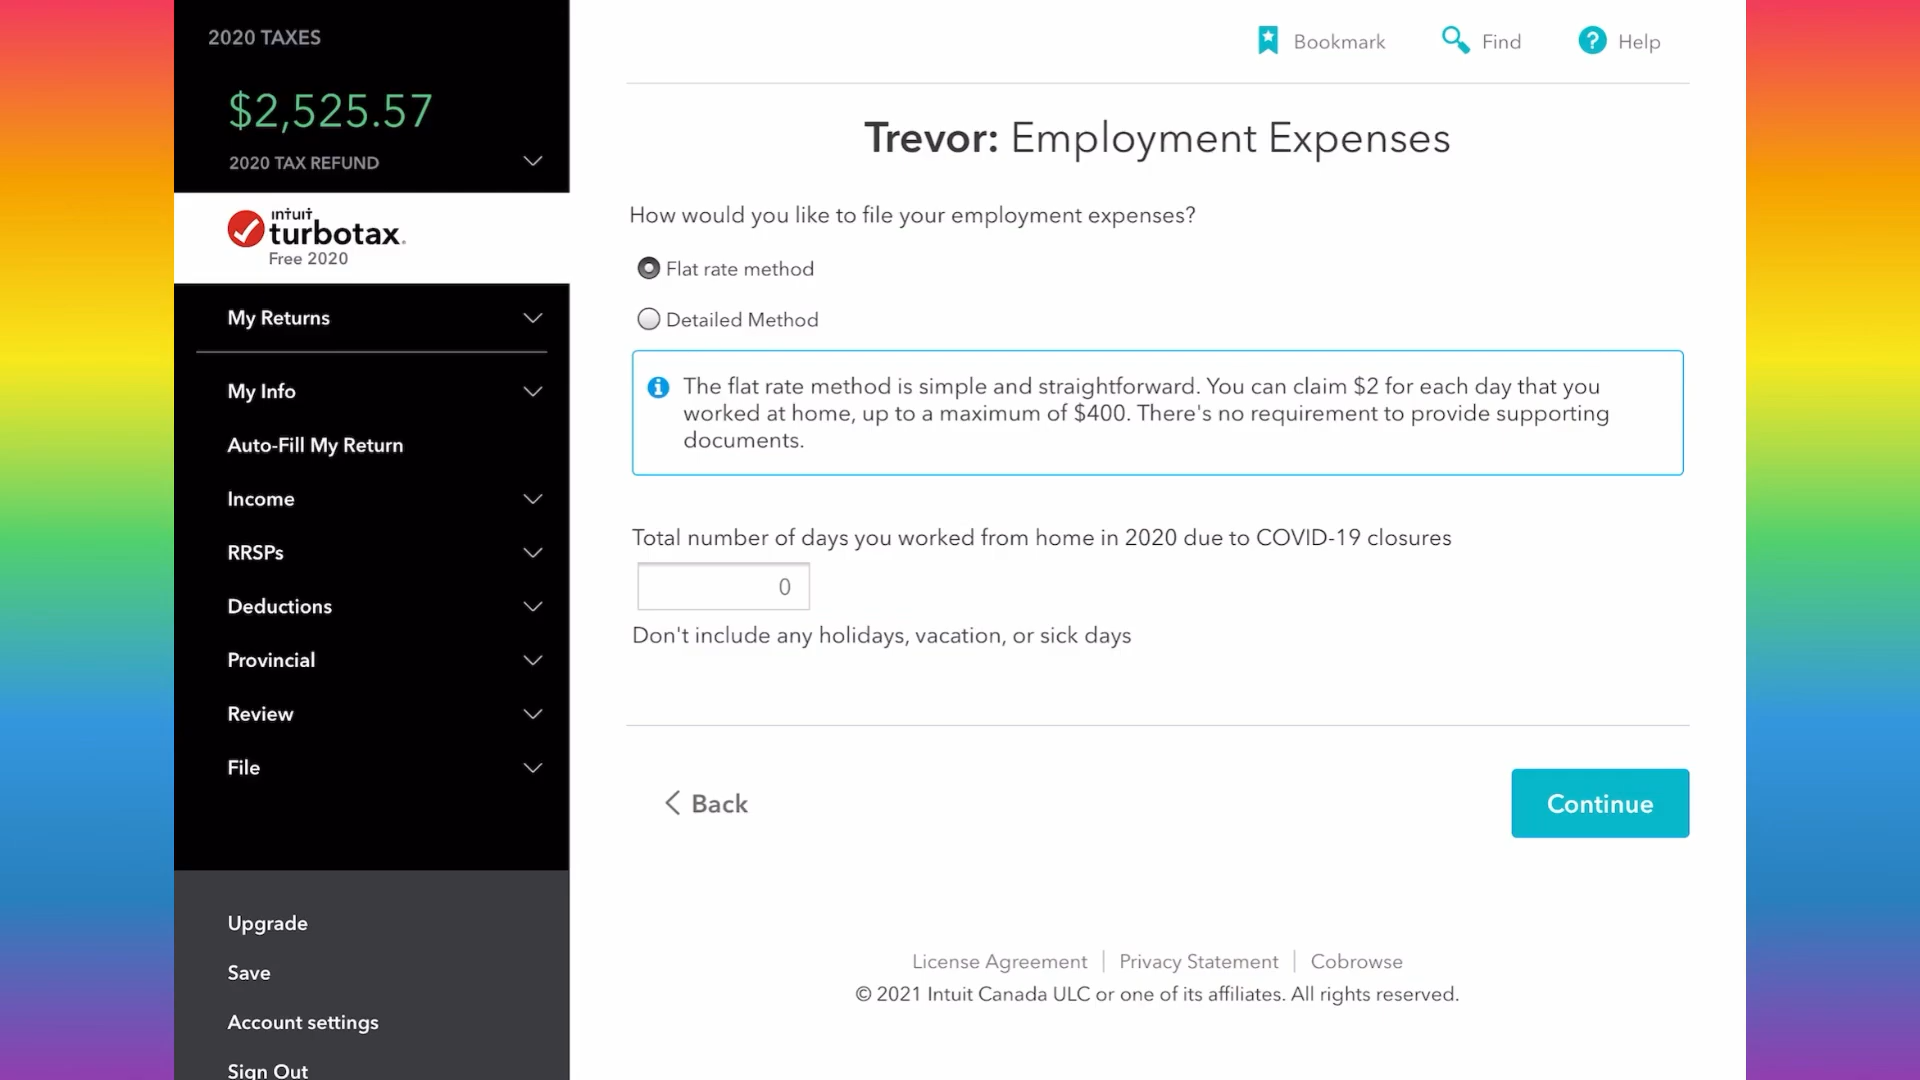 2020 TAXES
$2,525.57
2020 TAX REFUND
intuit
turbotax.
Free 2020
My Returns
My Info
Auto-Fill My Return
Income
RRSPs
Deductions
Provincial
Review
File
Upgrade
Save
Account settings
Sign Out
Bookmark
Find
? Help
Trevor: Employment Expenses
How would you like to file your employment expenses?
Flat rate method
Detailed Method
The flat rate method is simple and straightforward. You can claim $2 for each day that you
worked at home, up to a maximum of $400. There's no requirement to provide supporting
documents.
Total number of days you worked from home in 2020 due to COVID-19 closures
0
Don't include any holidays, vacation, or sick days
Back
Continue
License Agreement | Privacy Statement | Cobrowse
© 2021 Intuit Canada ULC or one of its affiliates. All rights reserved.